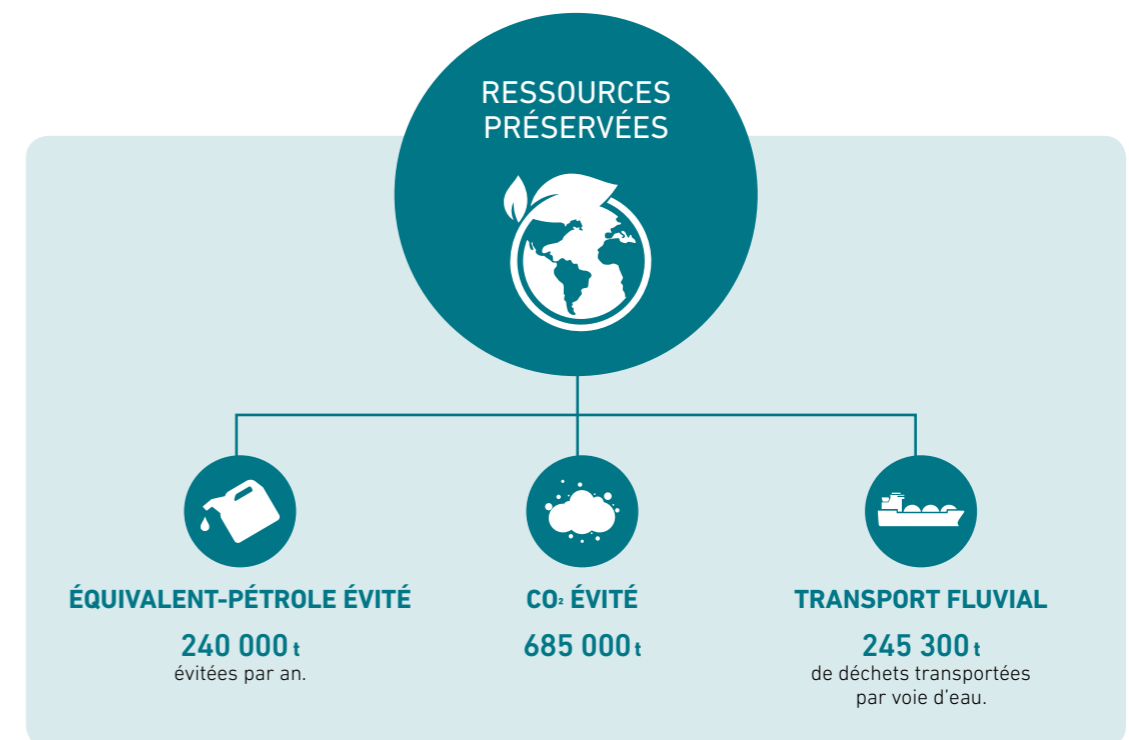 RESSOURCES
PRÉSERVÉES
ÉQUIVALENT-PÉTROLE ÉVITÉ
240 000 t
évitées par an.
CO₂ ÉVITÉ
685 000 t
TRANSPORT FLUVIAL
245 300 t
de déchets transportées
par voie d'eau.